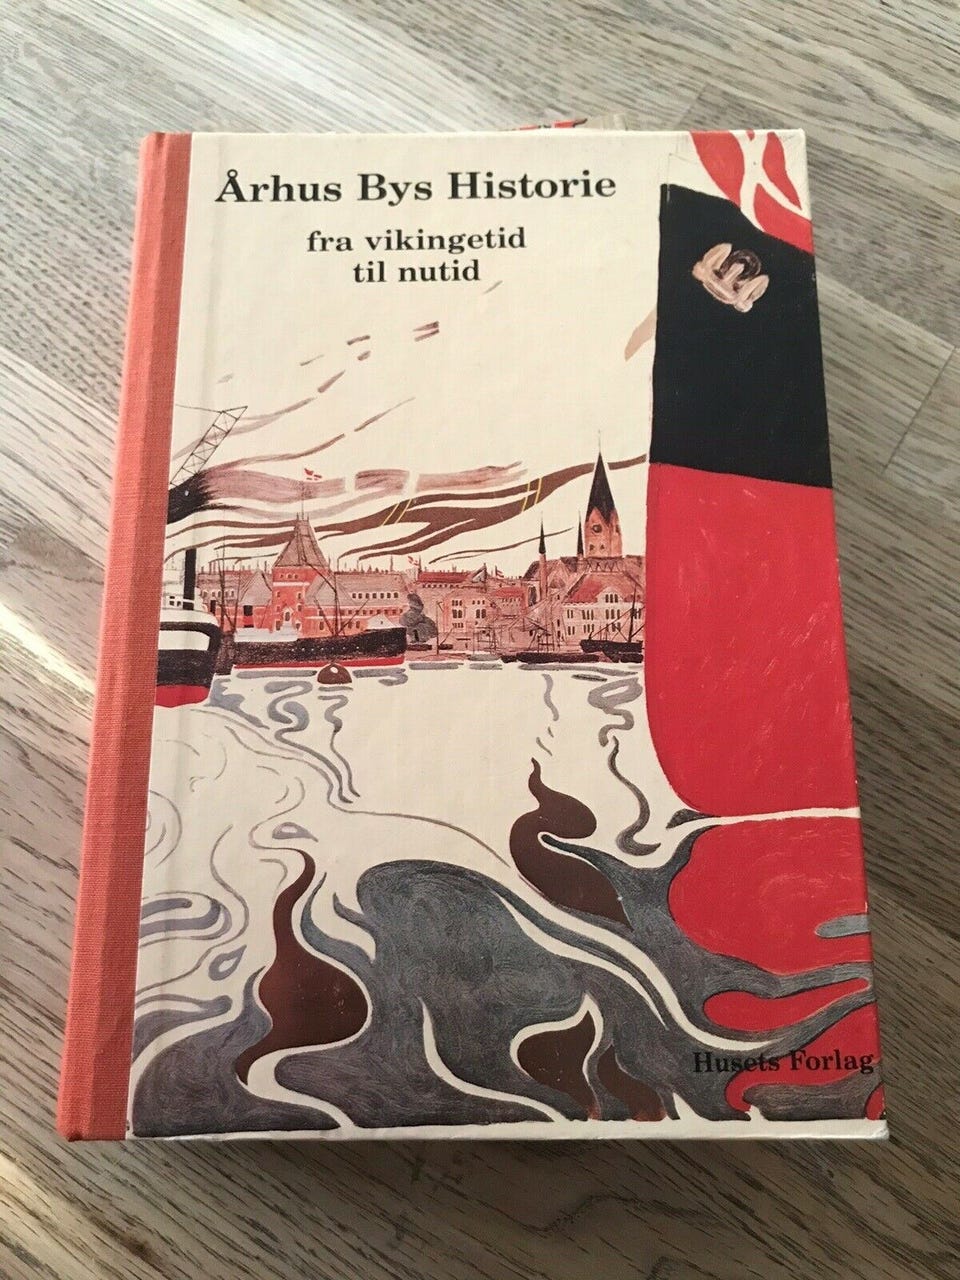 Århus Bys Historie
fra vikingetid
til nutid
Husets Forlag